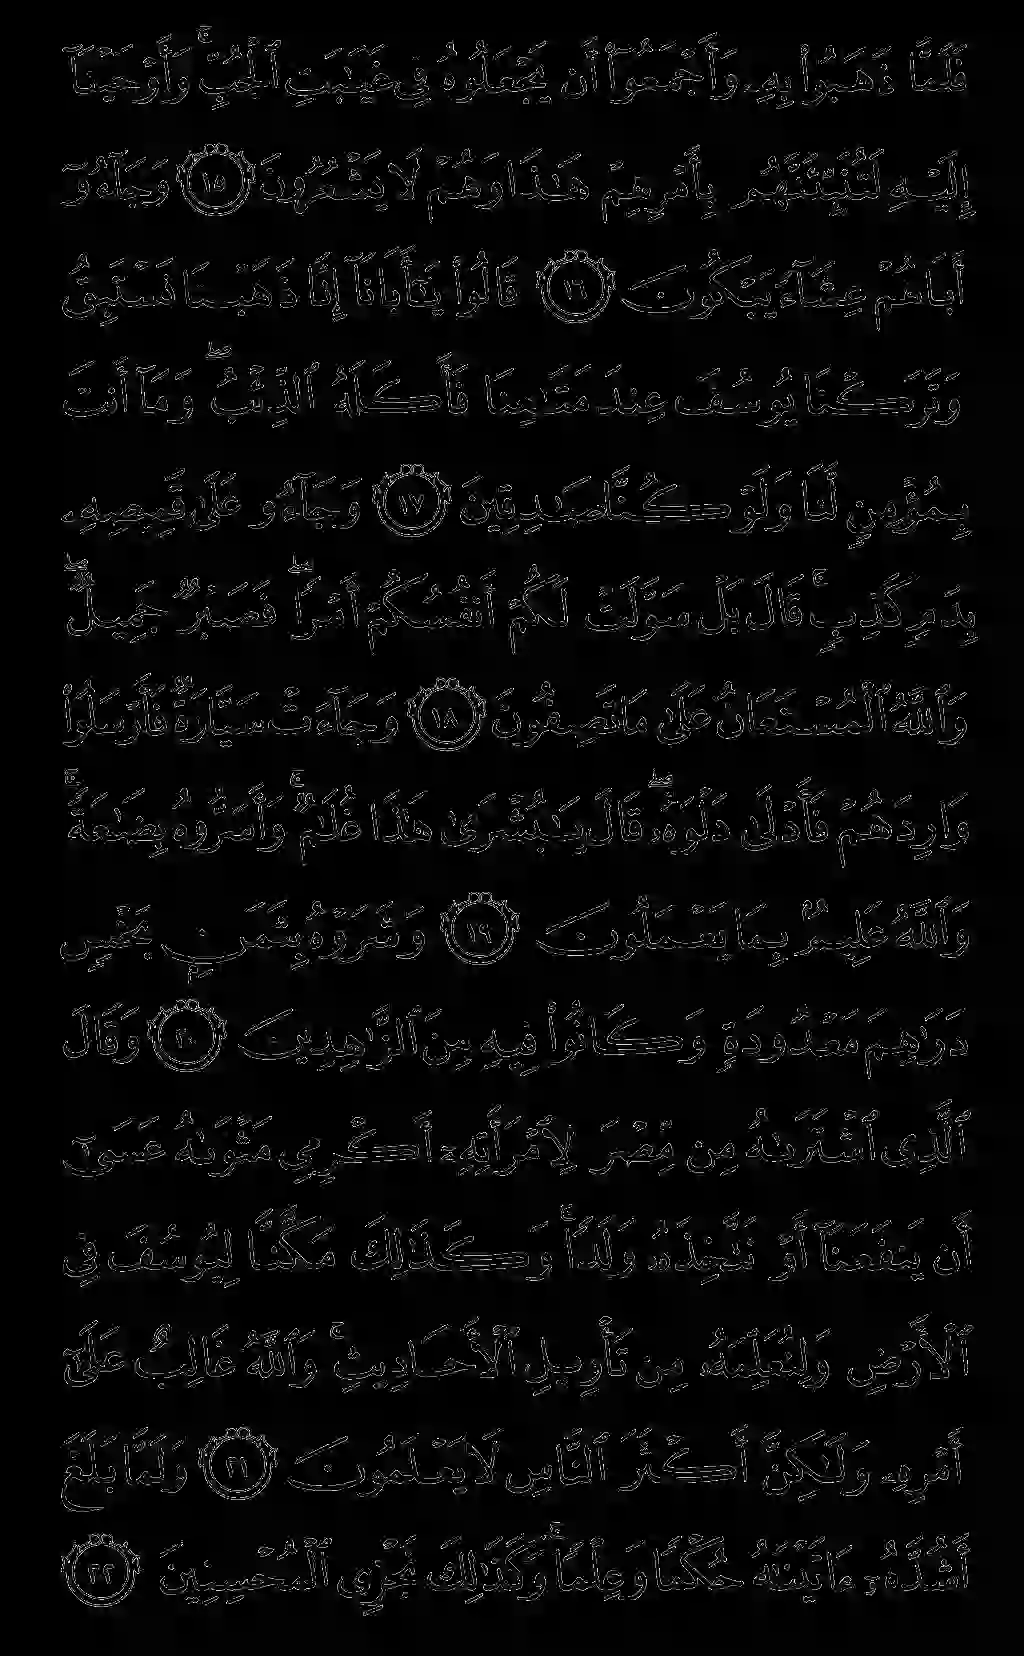 فَلَمَّا ذَهَبُوا۟ بِهِۦ وَأَجْمَعُوٓا۟ أَن يَجْعَلُوهُ فِى غَيَـٰبَتِ ٱلْجُبِّ ۚ وَأَوْحَيْنَآ
إِلَيْهِ لَتُنَبِّئَنَّهُم بِأَمْرِهِمْ هَـٰذَا وَهُمْ لَا يَشْعُرُونَ ١٥ وَجَآءُوٓ
أَبَاهُمْ عِشَآءً يَبْكُونَ ١٦ قَالُوا۟ يَـٰٓأَبَانَآ إِنَّا ذَهَبْنَا نَسْتَبِقُ
وَتَرَكْنَا يُوسُفَ عِندَ مَتَـٰعِنَا فَأَكَلَهُ ٱلذِّئْبُ ۖ وَمَآ أَنتَ
بِمُؤْمِنٍ لَّنَا وَلَوْ كُنَّا صَـٰدِقِينَ ١٧ وَجَآءُو عَلَىٰ قَمِيصِهِۦ
بِدَمٍ كَذِبٍ ۚ قَالَ بَلْ سَوَّلَتْ لَكُمْ أَنفُسُكُمْ أَمْرًا ۖ فَصَبْرٌ جَمِيلٌ ۖ
وَٱللَّهُ ٱلْمُسْتَعَانُ عَلَىٰ مَا تَصِفُونَ ١٨ وَجَآءَتْ سَيَّارَةٌ فَأَرْسَلُوا۟
وَارِدَهُمْ فَأَدْلَىٰ دَلْوَهُۥ ۖ قَالَ يَـٰبُشْرَىٰ هَـٰذَا غُلَـٰمٌ ۚ وَأَسَرُّوهُ بِضَـٰعَةً ۚ
وَٱللَّهُ عَلِيمٌۢ بِمَا يَعْمَلُونَ ١٩ وَشَرَوْهُ بِثَمَنٍۭ بَخْسٍ
دَرَٰهِمَ مَعْدُودَةٍ وَكَانُوا۟ فِيهِ مِنَ ٱلزَّٰهِدِينَ ٢٠ وَقَالَ
ٱلَّذِى ٱشْتَرَىٰهُ مِن مِّصْرَ لِٱمْرَأَتِهِۦٓ أَكْرِمِى مَثْوَىٰهُ عَسَىٰٓ
أَن يَنفَعَنَآ أَوْ نَتَّخِذَهُۥ وَلَدًا ۚ وَكَذَٰلِكَ مَكَّنَّا لِيُوسُفَ فِى
ٱلْأَرْضِ وَلِنُعَلِّمَهُۥ مِن تَأْوِيلِ ٱلْأَحَادِيثِ ۚ وَٱللَّهُ غَالِبٌ عَلَىٰٓ
أَمْرِهِۦ وَلَـٰكِنَّ أَكْثَرَ ٱلنَّاسِ لَا يَعْلَمُونَ ٢١ وَلَمَّا بَلَغَ
أَشُدَّهُۥٓ ءَاتَيْنَـٰهُ حُكْمًا وَعِلْمًا ۚ وَكَذَٰلِكَ نَجْزِى ٱلْمُحْسِنِينَ ٢٢